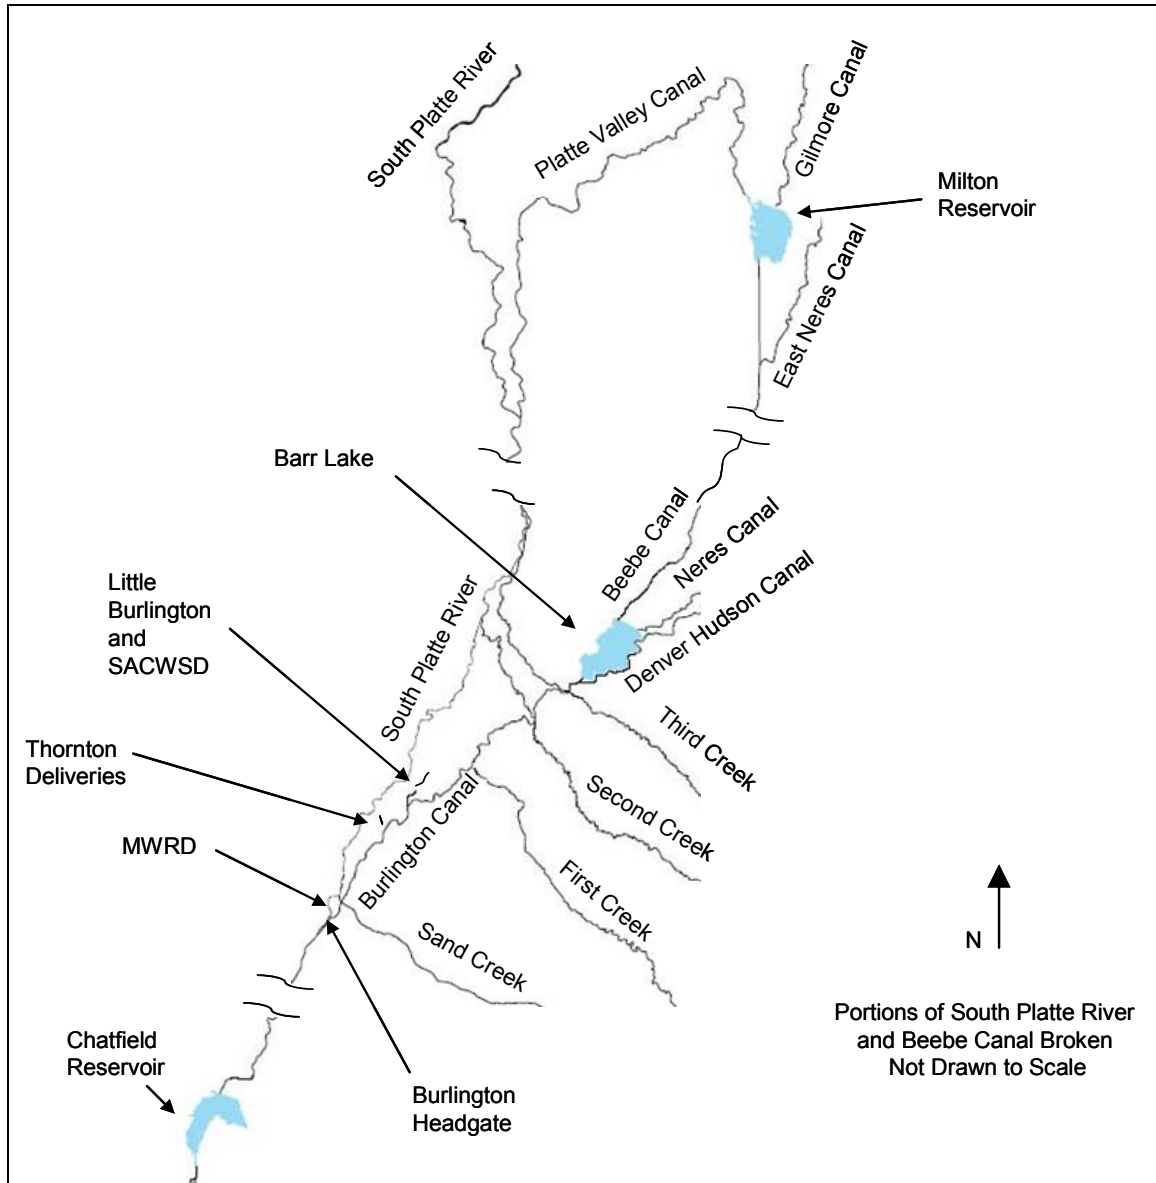 South Platte River
Platte Valley Canal
Gilmore Canal
Milton
Reservoir
East Neres Canal
Barr Lake
Beebe Canal
Neres Canal
Denver Hudson Canal
Little
Burlington
and
SACWSD
South Platte River
Third Creek
Thornton
Deliveries
Second Creek
Burlington Canal
MWRD
First Creek
Sand Creek
N
Portions of South Platte River
and Beebe Canal Broken
Not Drawn to Scale
Chatfield
Reservoir
Burlington
Headgate